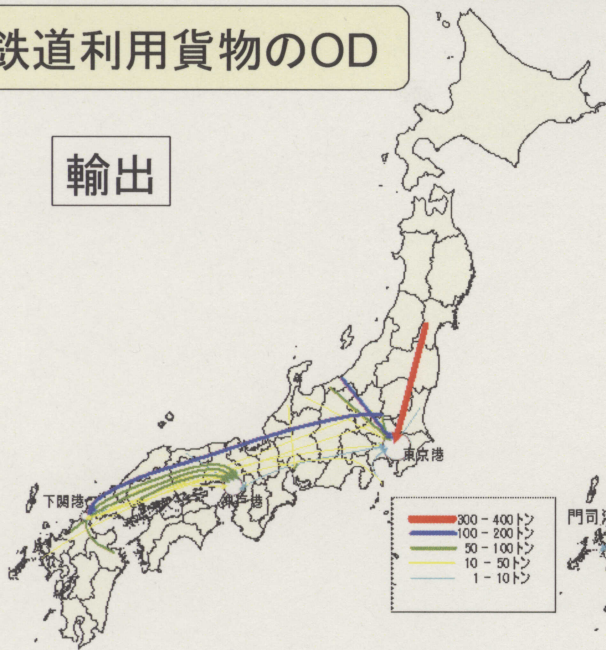 鉄道利用貨物のOD
輸出
東京港
下関港
神戸港
門司港
300 - 400トン
100 - 200トン
50 - 100トン
10 - 50トン
1 - 10トン